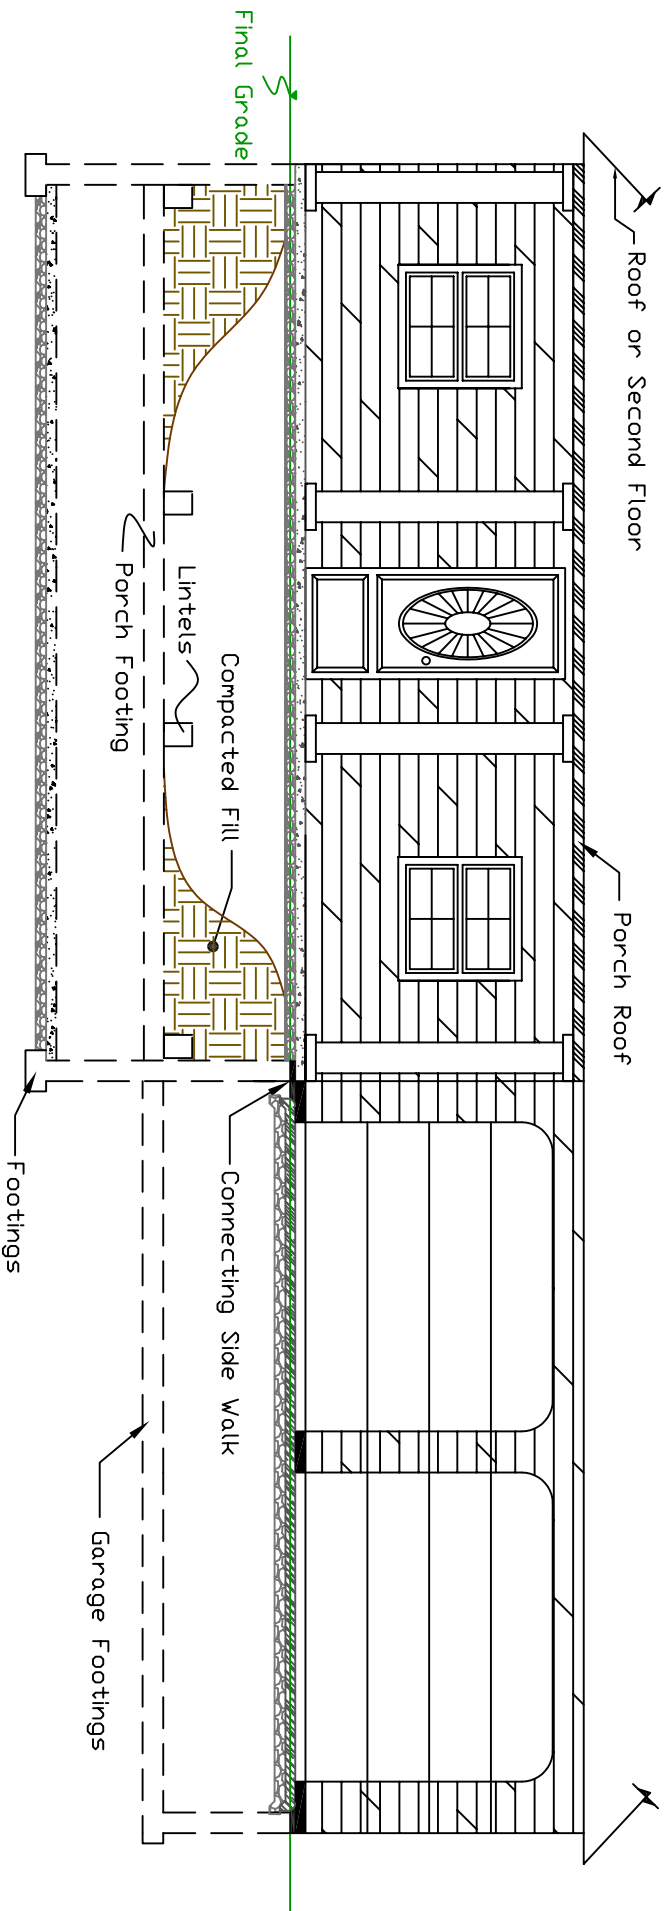 Roof or Second Floor
Porch Roof
Final Grade
Compacted Fill
Connecting Side Walk
Lintels
Porch Footing
Garage Footings
Footings